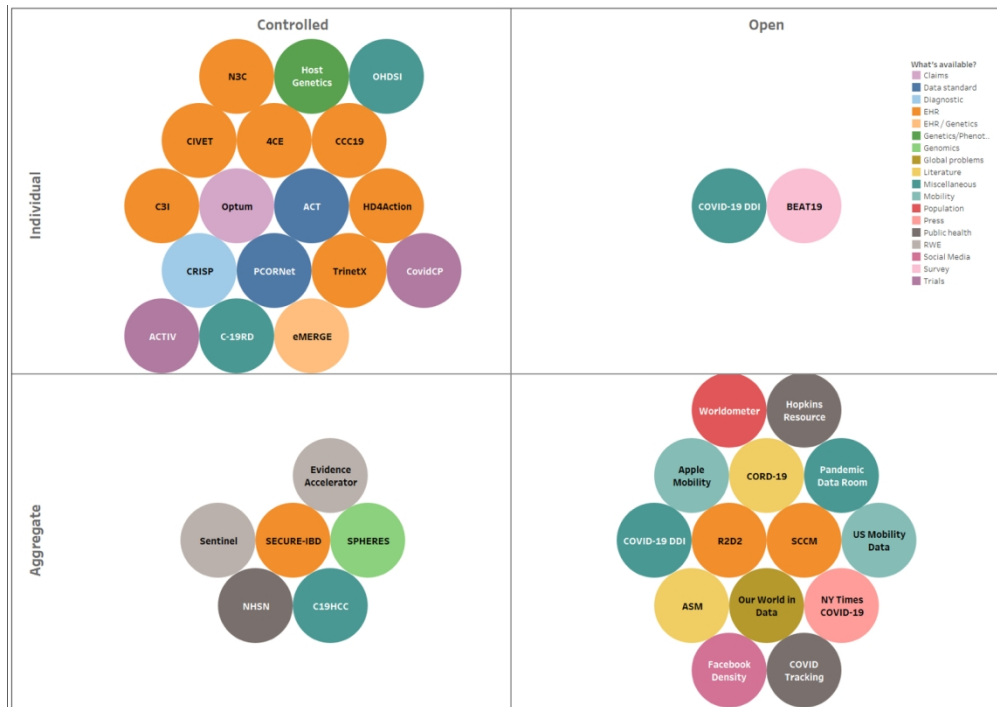 Controlled
Open
Individual
Aggregate
N3C
Host
Genetics
OHDSI
CIVET
4CE
CCC19
C3I
Optum
ACT
HD4Action
CRISP
PCORNet
TrinetX
CovidCP
ACTIV
C-19RD
eMERGE
COVID-19 DDI
BEAT19
What's available?
Claims
Data standard
Diagnostic
EHR
EHR / Genetics
Genetics/Phenot..
Genomics
Global problems
Literature
Miscellaneous
Mobility
Population
Press
Public health
RWE
Social Media
Survey
Trials
Evidence
Accelerator
Sentinel
SECURE-IBD
SPHERES
NHSN
C19HCC
Worldometer
Hopkins
Resource
Apple
Mobility
CORD-19
Pandemic
Data Room
COVID-19 DDI
R2D2
SCCM
US Mobility
Data
ASM
Our World in
Data
NY Times
COVID-19
Facebook
Density
COVID
Tracking